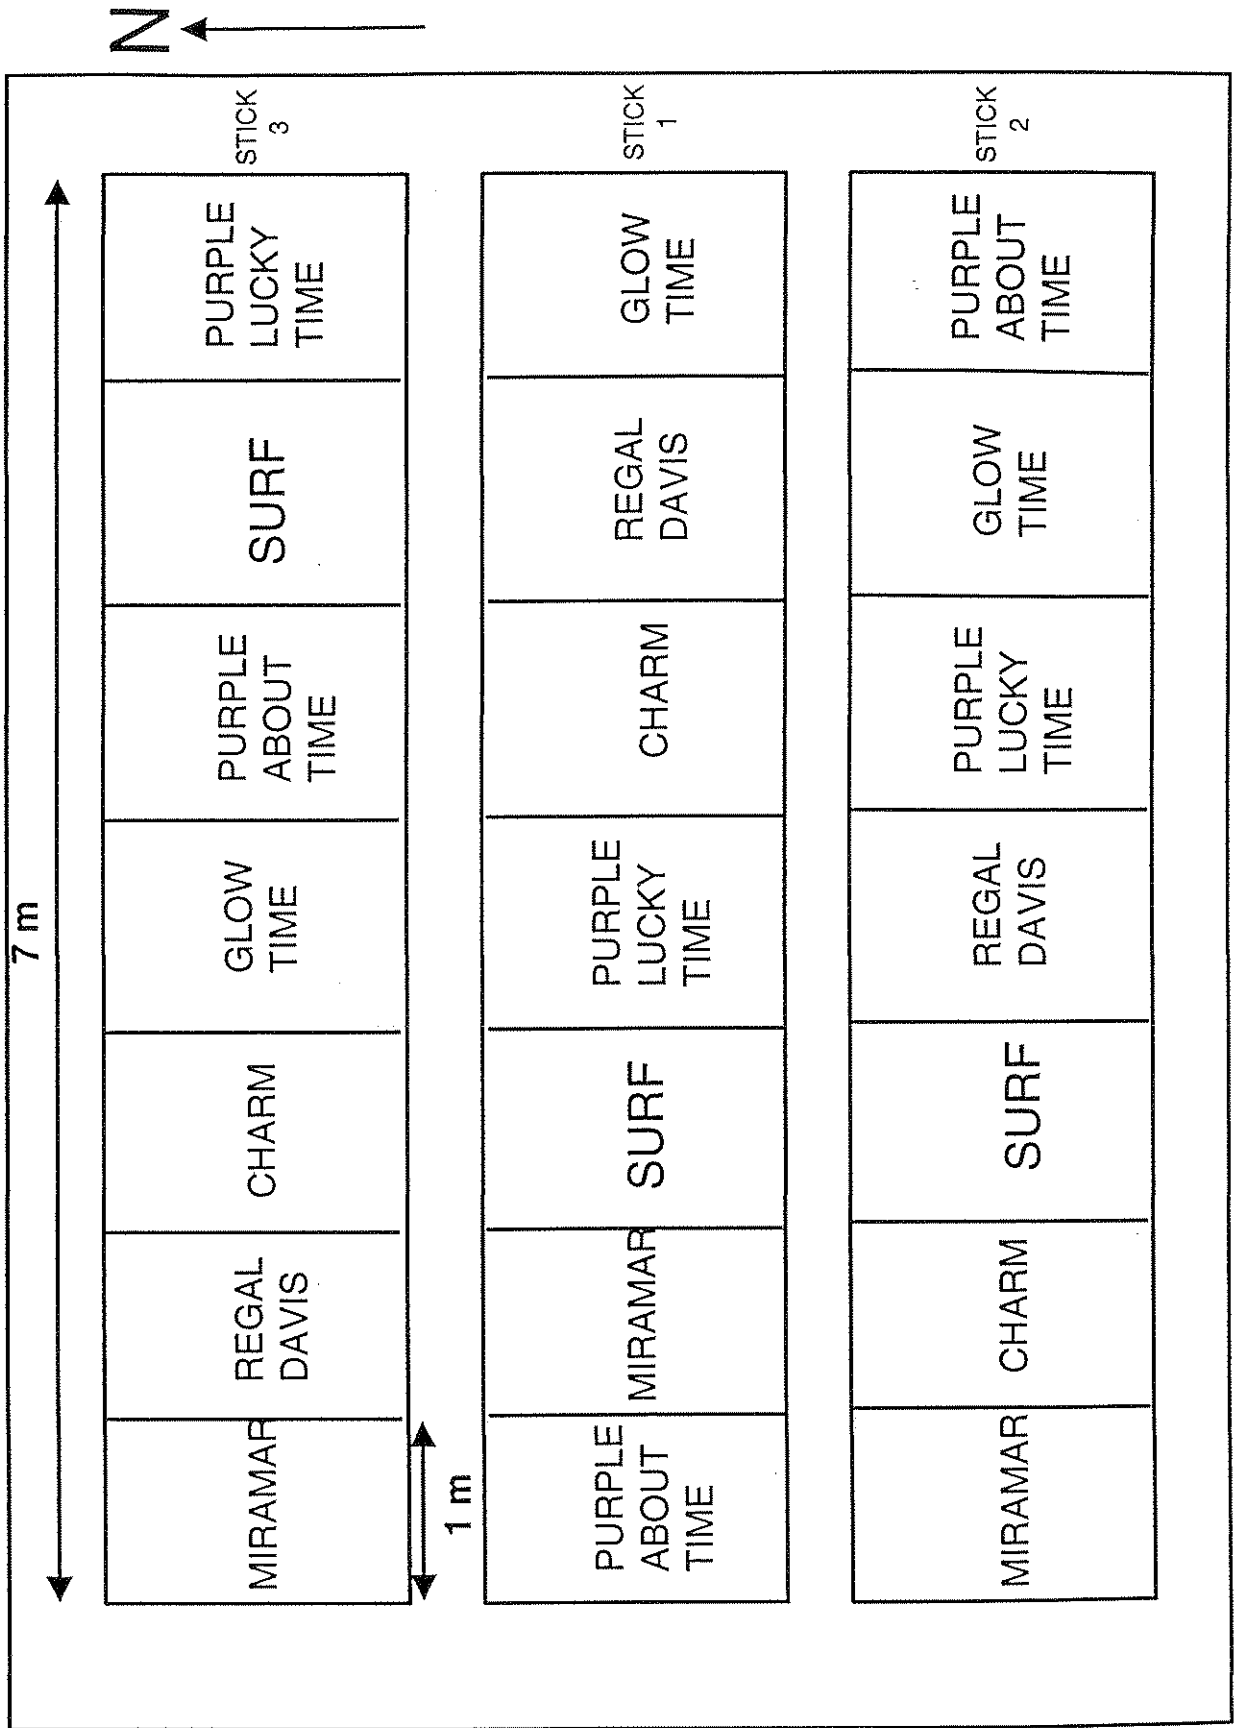 N
7 m
STICK
3
PURPLE
LUCKY
TIME
SURF
PURPLE
ABOUT
TIME
GLOW
TIME
CHARM
REGAL
DAVIS
MIRAMAR
1 m
STICK
1
GLOW
TIME
REGAL
DAVIS
CHARM
PURPLE
LUCKY
TIME
SURF
MIRAMAR
PURPLE
ABOUT
TIME
STICK
2
PURPLE
ABOUT
TIME
GLOW
TIME
PURPLE
LUCKY
TIME
REGAL
DAVIS
SURF
CHARM
MIRAMAR